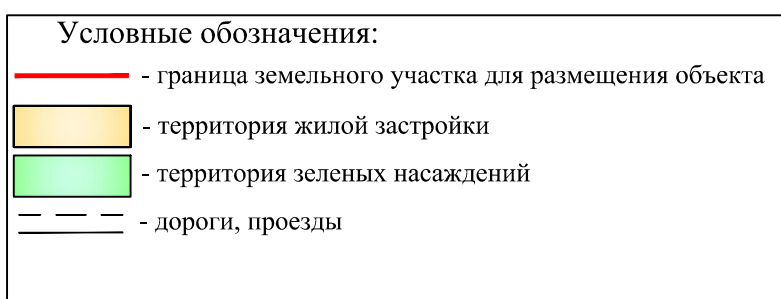 Условные обозначения:
- граница земельного участка для размещения объекта
- территория жилой застройки
- территория зеленых насаждений
- дороги, проезды